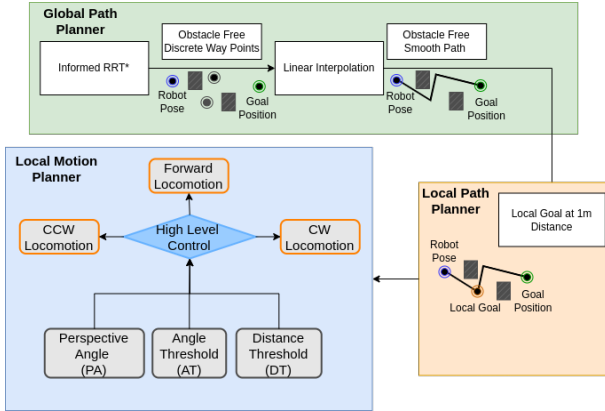 Global Path
Planner
Informed RRT*
Obstacle Free
Discrete Way Points
Robot
Pose
Goal
Position
Linear Interpolation
Obstacle Free
Smooth Path
Robot
Pose
Goal
Position
Local Motion
Planner
Forward
Locomotion
CCW
Locomotion
High Level
Control
CW
Locomotion
Perspective
Angle
(PA)
Angle
Threshold
(AT)
Distance
Threshold
(DT)
Local Path
Planner
Local Goal at 1m
Distance
Robot
Pose
Local Goal
Goal
Position